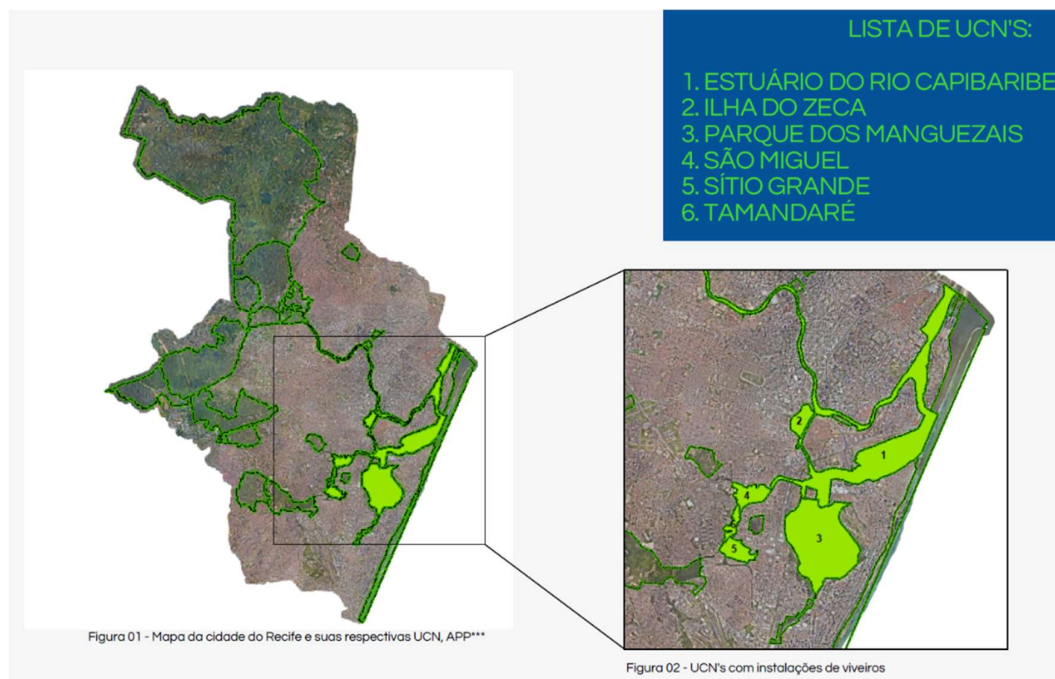 LISTA DE UCN'S:
1. ESTUÁRIO DO RIO CAPIBARIBE
2. ILHA DO ZECA
3. PARQUE DOS MANGUEZAIS
4. SÃO MIGUEL
5. SÍTIO GRANDE
6. TAMANDARÉ
2
1
4
3
5
Figura 01 - Mapa da cidade do Recife e suas respectivas UCN, APP***
Figura 02 - UCN's com instalações de viveiros